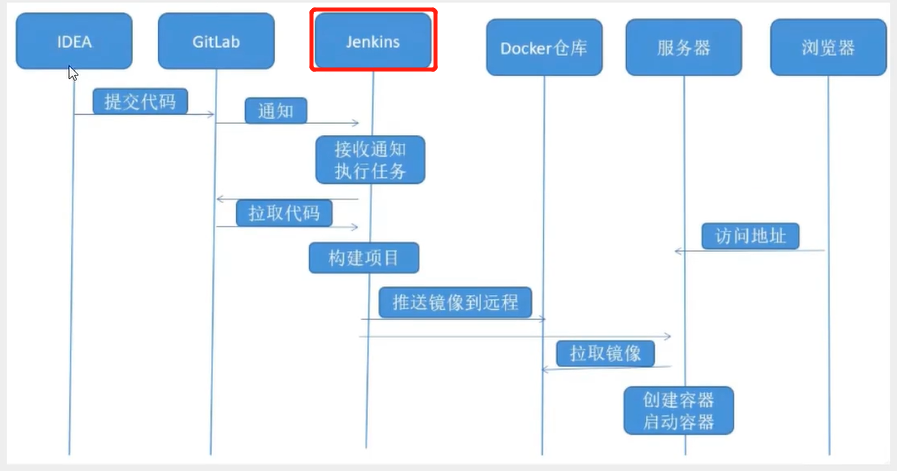 IDEA
GitLab
Jenkins
Docker仓库
服务器
浏览器
提交代码
通知
接收通知
执行任务
拉取代码
访问地址
构建项目
推送镜像到远程
拉取镜像
创建容器
启动容器